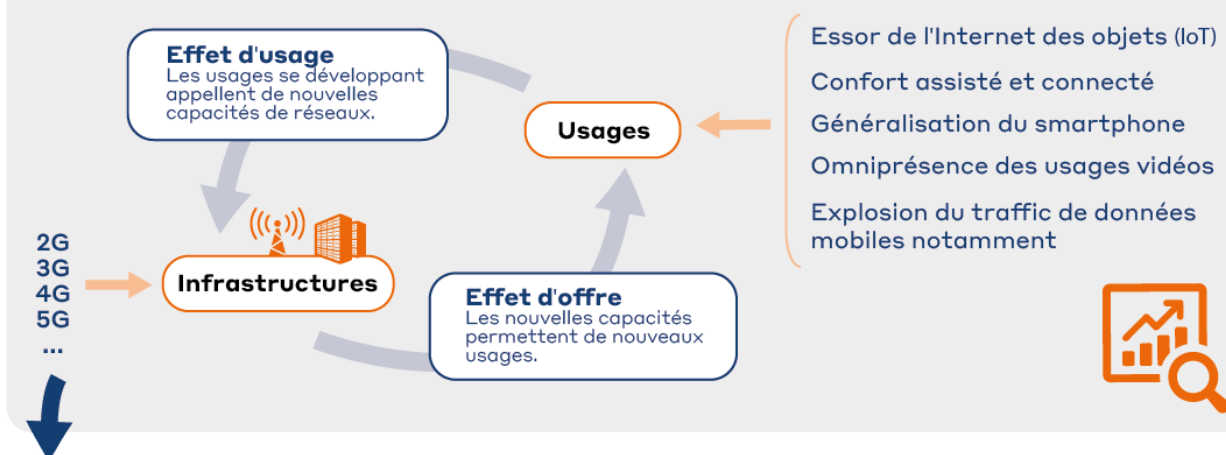 Effet d'usage
Les usages se développant
appellent de nouvelles
capacités de réseaux.
Usages
Essor de l'Internet des objets (IoT)
Confort assisté et connecté
Généralisation du smartphone
Omniprésence des usages vidéos
Explosion du traffic de données
mobiles notamment
2G
3G
4G
5G
...
Infrastructures
Effet d'offre
Les nouvelles capacités
permettent de nouveaux
usages.